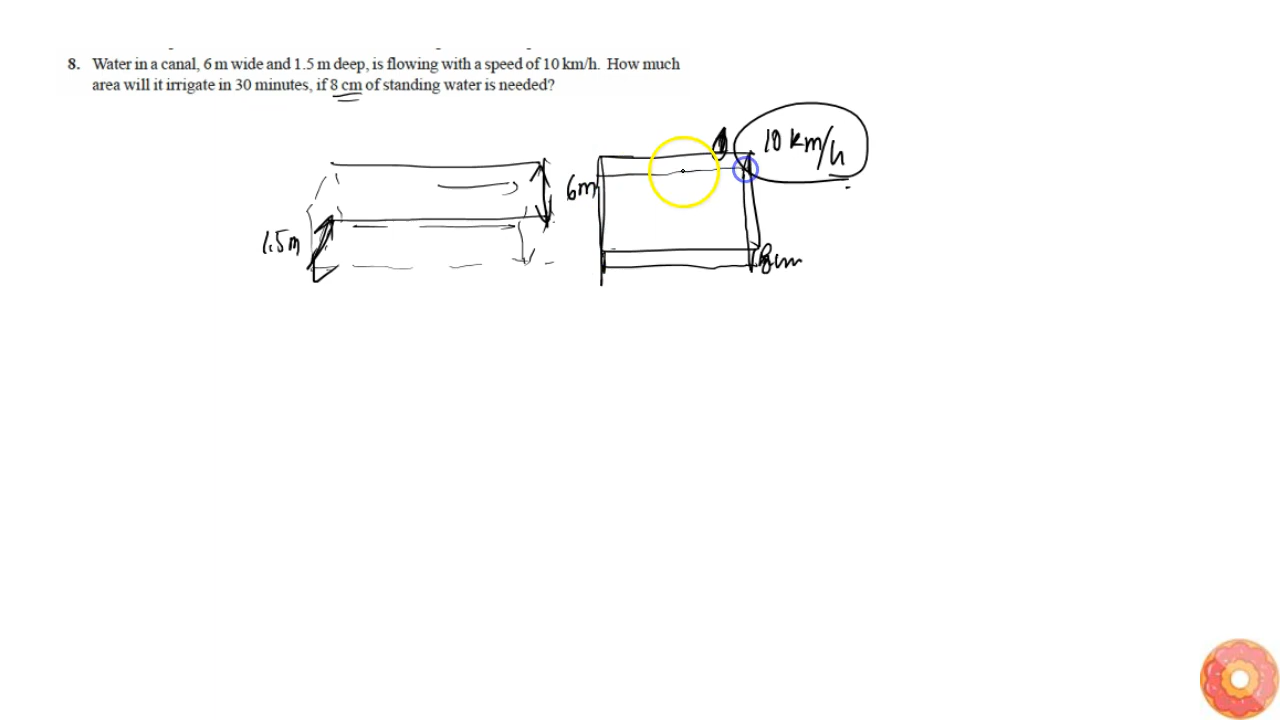 8. Water in a canal, 6 m wide and 1.5 m deep, is flowing with a speed of 10 km/h. How much
area will it irrigate in 30 minutes, if 8 cm of standing water is needed?
10 km/h
6m
1.5m
8cm